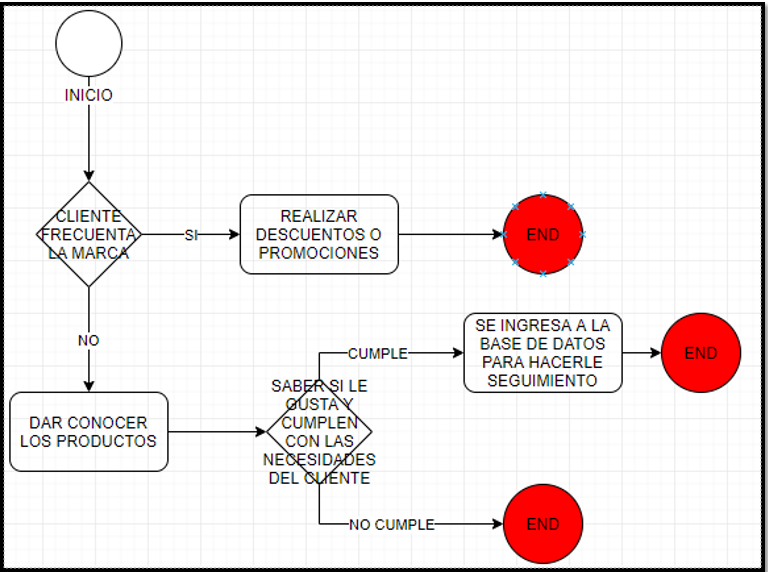 INICIO
CLIENTE
FRECUENTA
LA MARCA
SI
REALIZAR
DESCUENTOS O
PROMOCIONES
END
NO
DAR CONOCER
LOS PRODUCTOS
SABER SI LE
GUSTA Y
CUMPLEN
CON LAS
NECESIDADES
DEL CLIENTE
CUMPLE
SE INGRESA A LA
BASE DE DATOS
PARA HACERLE
SEGUIMIENTO
END
NO CUMPLE
END